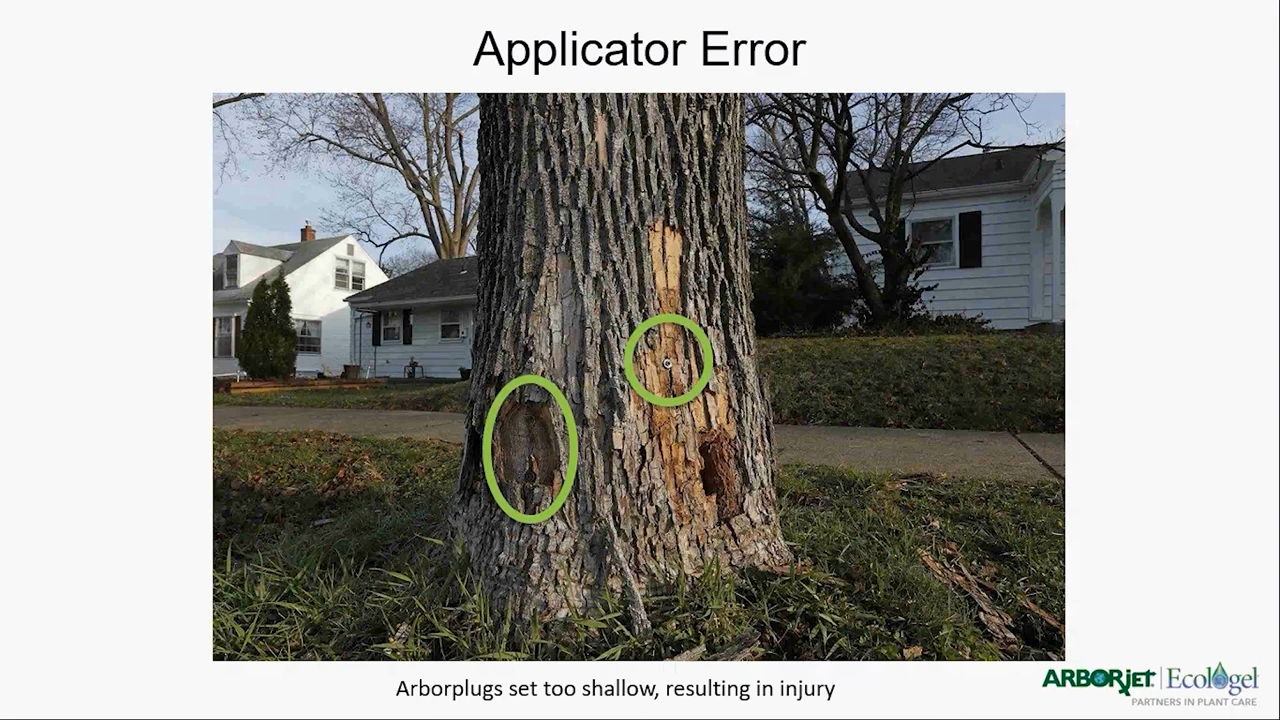 Applicator Error
Arborplugs set too shallow, resulting in injury
ARBORjET | Ecologel
PARTNERS IN PLANT CARE